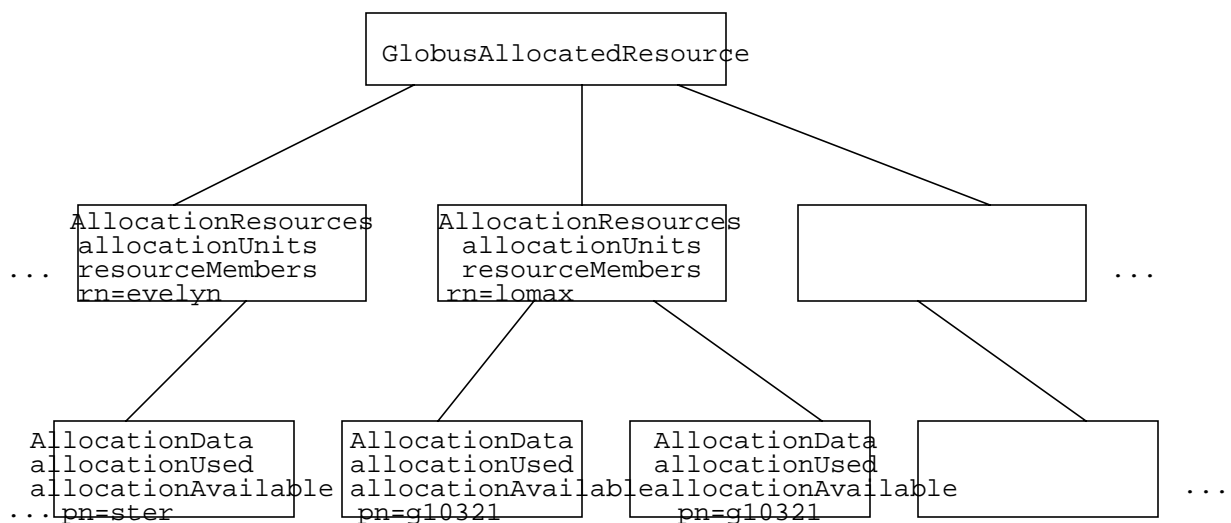 GlobusAllocatedResource
AllocationResources
allocationUnits
... resourceMembers
rn=evelyn
AllocationResources
allocationUnits
resourceMembers
rn=lomax
...
AllocationData
allocationUsed
allocationAvailable
... pn=ster
AllocationData
allocationUsed
allocationAvailable
pn=g10321
AllocationData
allocationUsed
allocationAvailable
pn=g10321
...